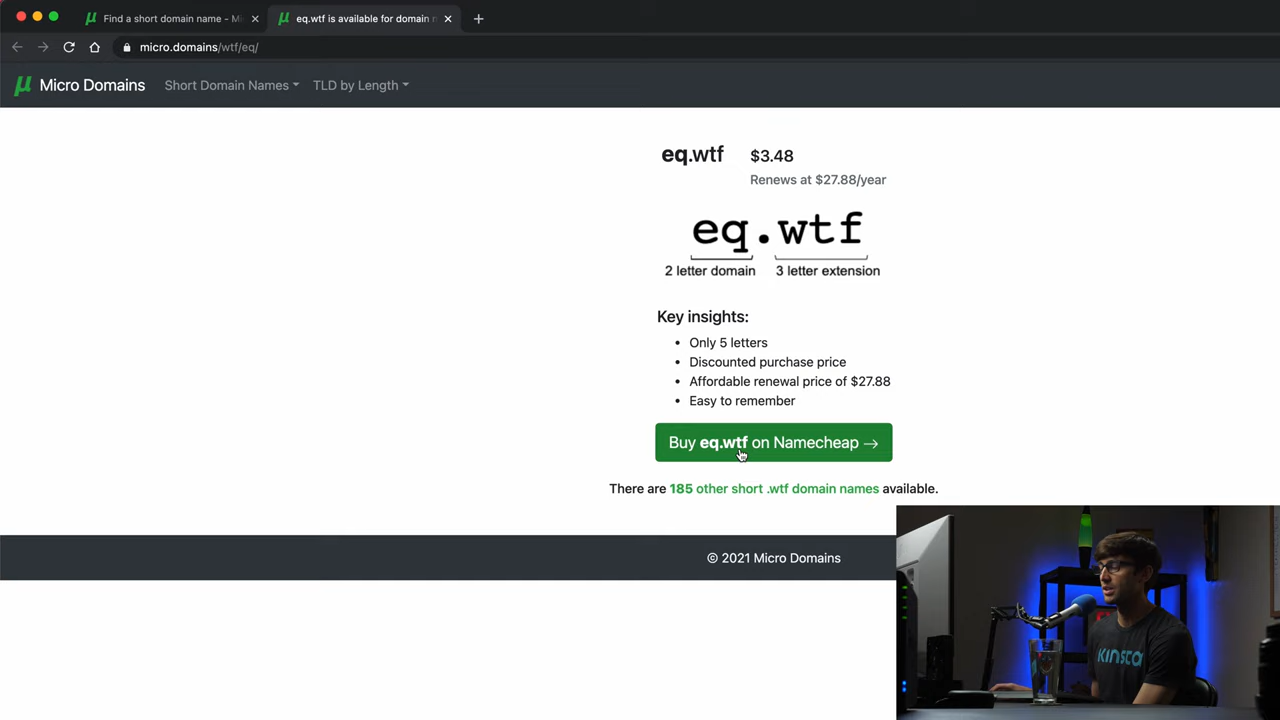 Find a short domain name - Mi
eq.wtf is available for domain n
micro.domains/wtf/eq/
µ Micro Domains
Short Domain Names
TLD by Length
eq.wtf
$3.48
Renews at $27.88/year
eq.wtf
2 letter domain
3 letter extension
Key insights:
• Only 5 letters
• Discounted purchase price
• Affordable renewal price of $27.88
• Easy to remember
Buy eq.wtf on Namecheap →
There are 185 other short .wtf domain names available.
© 2021 Micro Domains
KINSTA